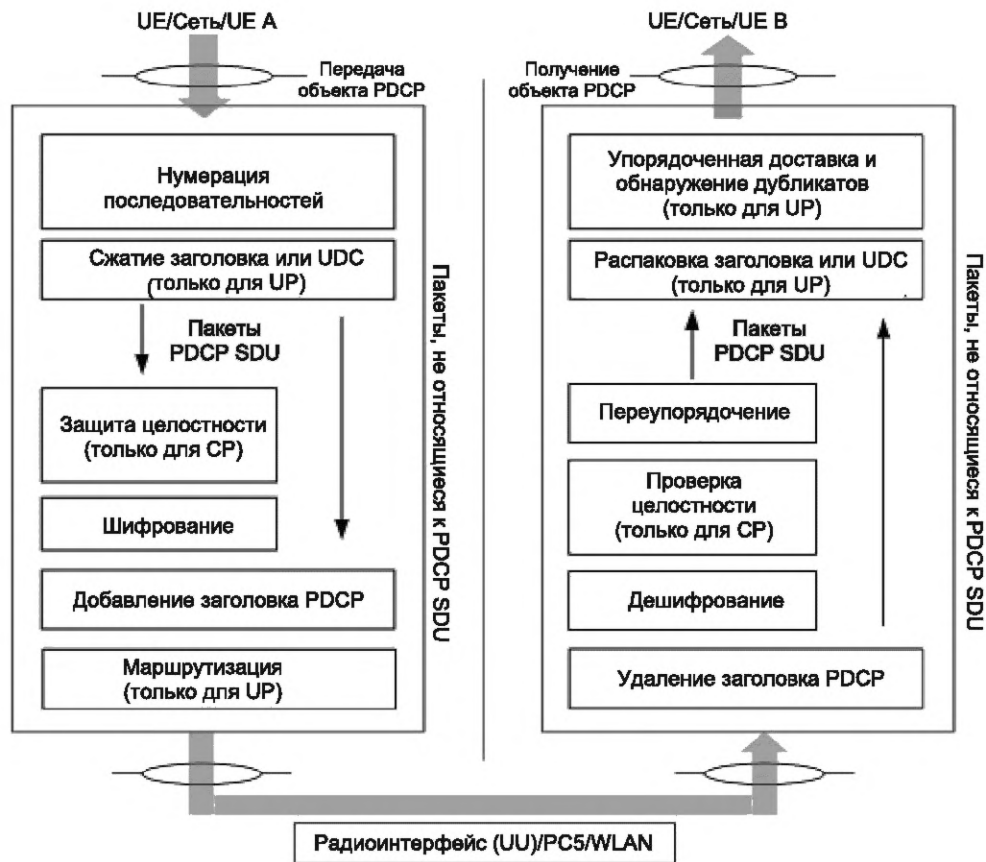 UE/Сеть/UE A
Передача
объекта PDCP
Нумерация
последовательностей
Сжатие заголовка или UDC
(только для UP)
Пакеты
PDCP SDU
Защита целостности
(только для CP)
Шифрование
Добавление заголовка PDCP
Маршрутизация
(только для UP)
Пакеты, не относящиеся к PDCP SDU
UE/Сеть/UE B
Получение
объекта PDCP
Упорядоченная доставка и
обнаружение дубликатов
(только для UP)
Распаковка заголовка или UDC
(только для UP)
Пакеты
PDCP SDU
Переупорядочение
Проверка
целостности
(только для CP)
Дешифрование
Удаление заголовка PDCP
Пакеты, не относящиеся к PDCP SDU
Радиоинтерфейс (UU)/PC5/WLAN